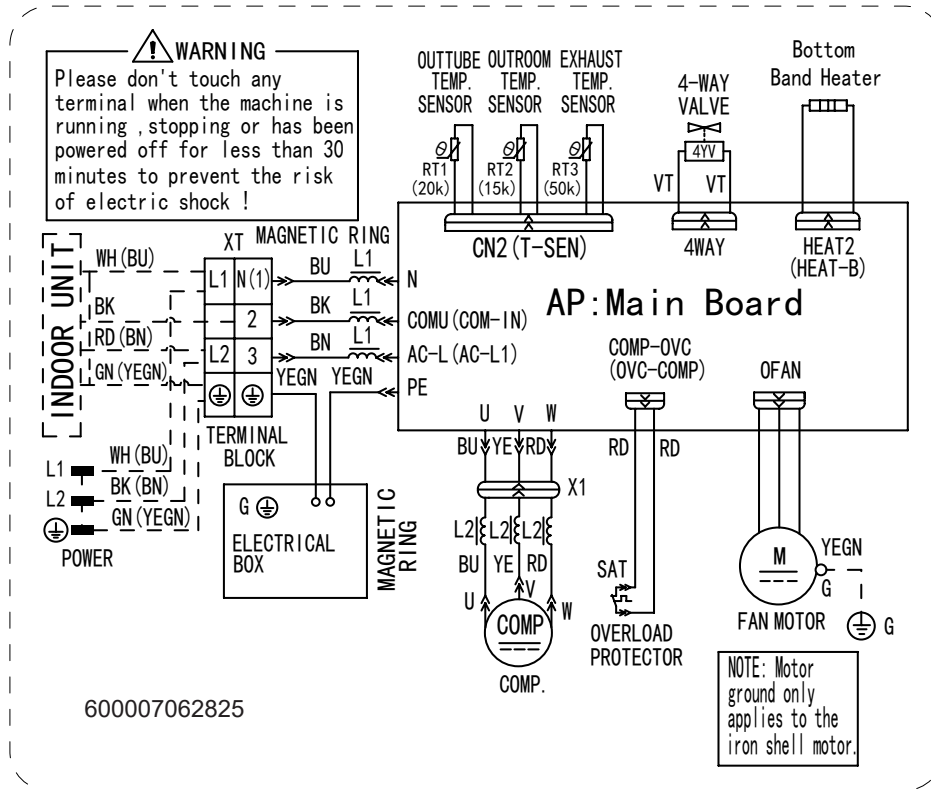 WARNING
Please don't touch any
terminal when the machine is
running ,stopping or has been
powered off for less than 30
minutes to prevent the risk
of electric shock !
OUTTUBE OUTROOM EXHAUST
TEMP. TEMP. TEMP.
SENSOR SENSOR SENSOR
θ θ θ
RT1 RT2 RT3
(20k) (15k) (50k)
CN2(T-SEN)
4-WAY
VALVE
4YV
VT VT
4WAY
Bottom
Band Heater
HEAT2
(HEAT-B)
INDOOR UNIT
WH(BU)
BK
RD(BN)
GN(YEGN)
XT
L1 N(1)
2
L2 3
TERMINAL
BLOCK
MAGNETIC RING
BU L1 N
BK L1 COMU(COM-IN)
BN L1 AC-L(AC-L1)
YEGN YEGN PE
AP:Main Board
COMP-OVC
(OVC-COMP)
OFAN
U V W
BU YE RD
X1
L2 L2 L2
BU YE RD
U V W
COMP
COMP.
MAGNETIC
RING
RD RD
SAT
OVERLOAD
PROTECTOR
M
YEGN
G
FAN MOTOR
G
L1 WH(BU)
L2 BK(BN)
GN(YEGN)
POWER
G
ELECTRICAL
BOX
NOTE: Motor
ground only
applies to the
iron shell motor.
600007062825